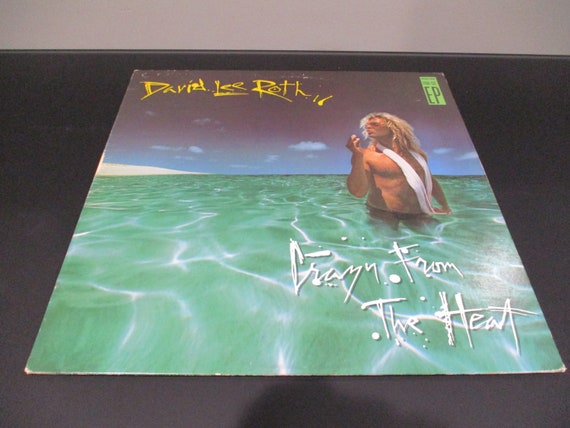 David Lee Roth
EP
Crazy From
The Heat